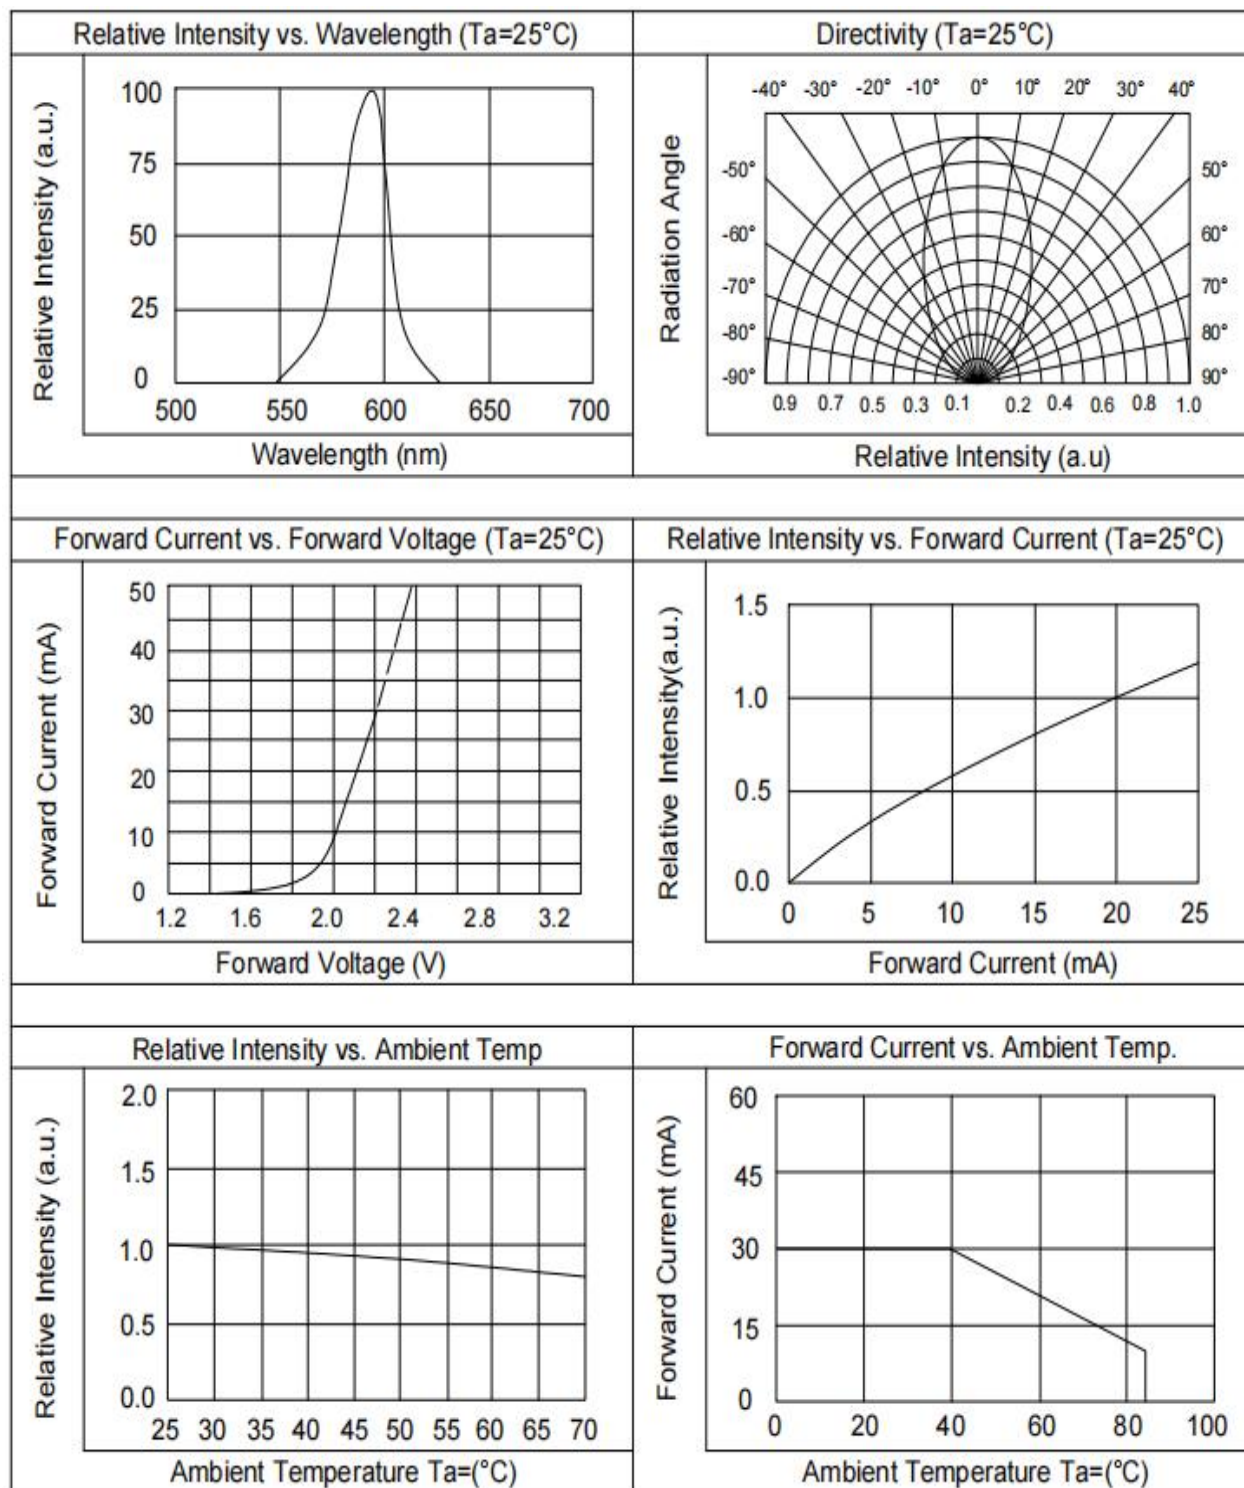 Relative Intensity vs. Wavelength (Ta=25°C)
Relative Intensity (a.u.)
100
75
50
25
0
500 550 600 650 700
Wavelength (nm)
Directivity (Ta=25°C)
Radiation Angle
-40° -30° -20° -10° 0° 10° 20° 30° 40°
-50° 50°
-60° 60°
-70° 70°
-80° 80°
-90° 90°
0.9 0.7 0.5 0.3 0.1 0.2 0.4 0.6 0.8 1.0
Relative Intensity (a.u)
Forward Current vs. Forward Voltage (Ta=25°C)
Forward Current (mA)
50
40
30
20
10
0
1.2 1.6 2.0 2.4 2.8 3.2
Forward Voltage (V)
Relative Intensity vs. Forward Current (Ta=25°C)
Relative Intensity(a.u.)
1.5
1.0
0.5
0.0
0 5 10 15 20 25
Forward Current (mA)
Relative Intensity vs. Ambient Temp
Relative Intensity (a.u.)
2.0
1.5
1.0
0.5
0.0
25 30 35 40 45 50 55 60 65 70
Ambient Temperature Ta=(°C)
Forward Current vs. Ambient Temp.
Forward Current (mA)
60
45
30
15
0
0 20 40 60 80 100
Ambient Temperature Ta=(°C)